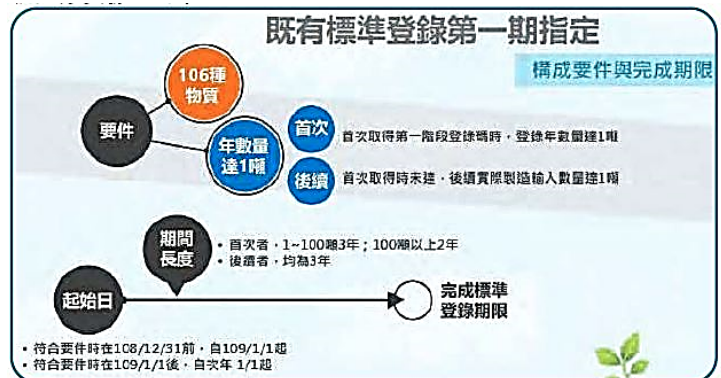 既有標準登錄第一期指定
構成要件與完成期限
106種
物質
要件
年數量
達1噸
首次
首次取得第一階段登錄碼時，登錄年數量達1噸
後續
首次取得時未達，後續實際製造輸入數量達1噸
期間
長度
• 首次者，1~100噸3年；100噸以上2年
• 後續者，均為3年
起始日
完成標準
登錄期限
• 符合要件時在108/12/31前，自109/1/1起
• 符合要件時在109/1/1後，自次年 1/1起